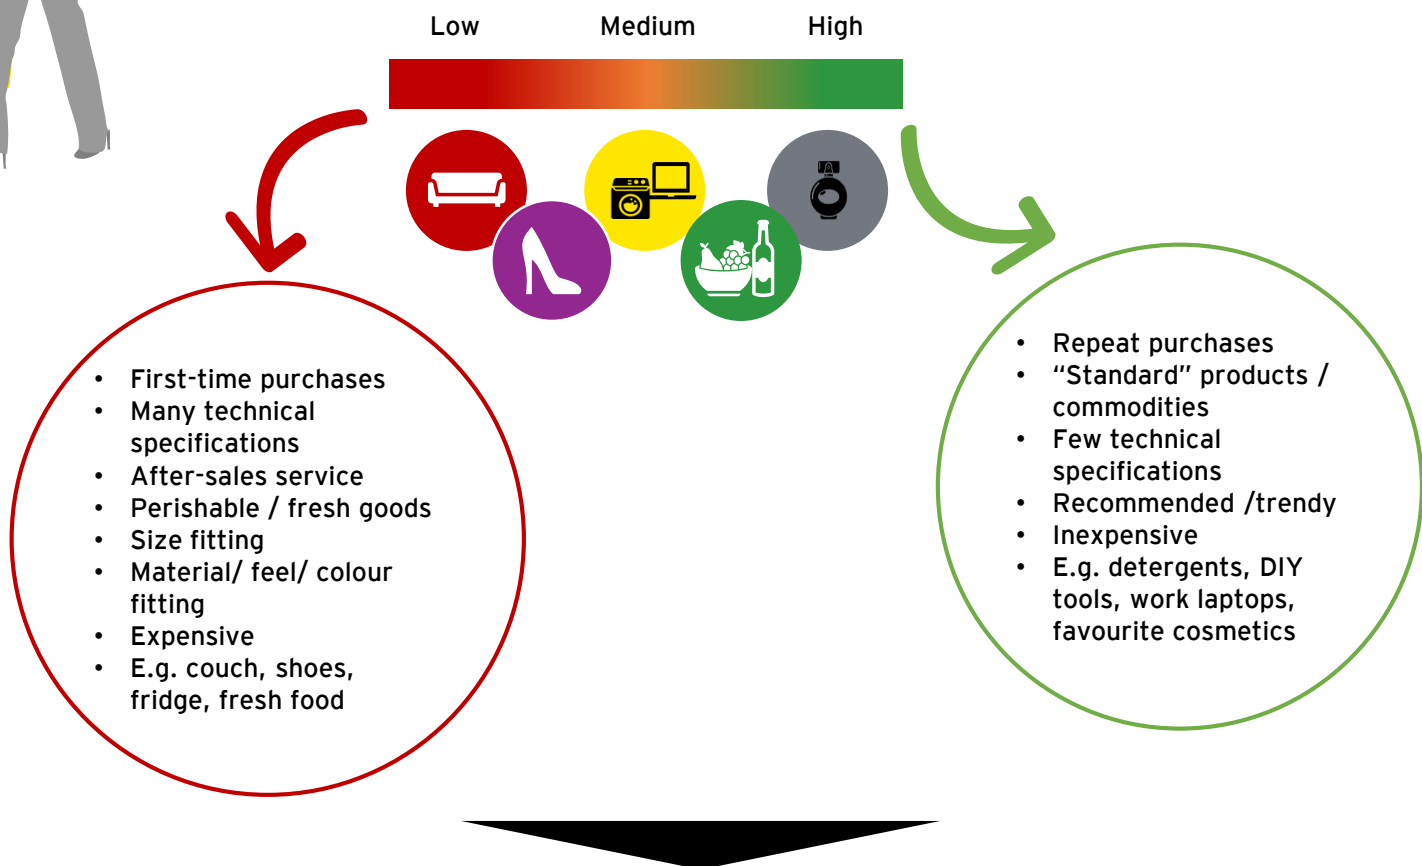 Low Medium High
• First-time purchases
• Many technical
specifications
• After-sales service
• Perishable / fresh goods
• Size fitting
• Material/ feel/ colour
fitting
• Expensive
• E.g. couch, shoes,
fridge, fresh food
• Repeat purchases
• “Standard” products /
commodities
• Few technical
specifications
• Recommended /trendy
• Inexpensive
• E.g. detergents, DIY
tools, work laptops,
favourite cosmetics